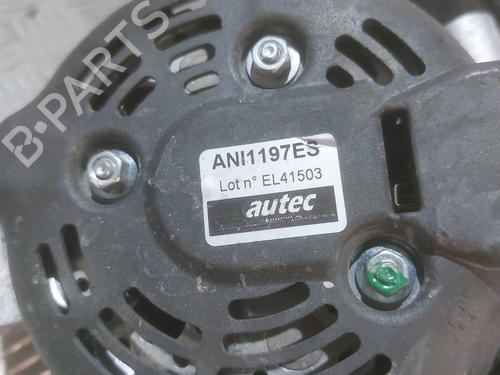 B-PARTS
ANI1197ES
Lot n° EL41503
autec